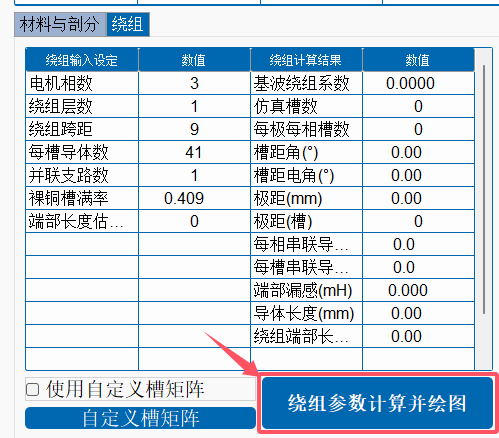 材料与剖分 绕组
绕组输入设定 数值 绕组计算结果 数值
电机相数 3 基波绕组系数 0.0000
绕组层数 1 仿真槽数 0
绕组跨距 9 每极每相槽数 0
每槽导体数 41 槽距角(°) 0.00
并联支路数 1 槽距电角(°) 0.00
裸铜槽满率 0.409 极距(mm) 0.00
端部长度估... 0 极距(槽) 0
每相串联导... 0.0
每槽串联导... 0.0
端部漏感(mH) 0.000
导体长度(mm) 0.00
绕组端部长... 0.00
使用自定义槽矩阵
自定义槽矩阵
绕组参数计算并绘图